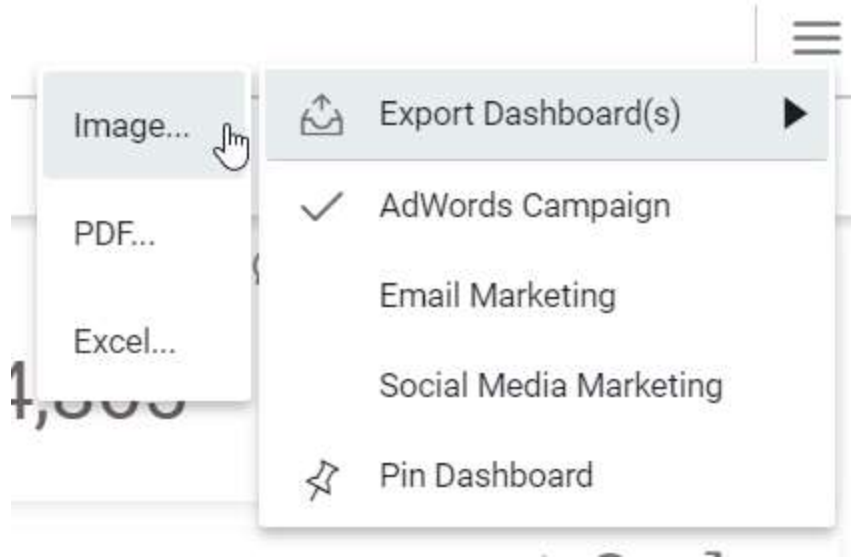 Image...
PDF...
Excel...
Export Dashboard(s)
AdWords Campaign
Email Marketing
Social Media Marketing
Pin Dashboard